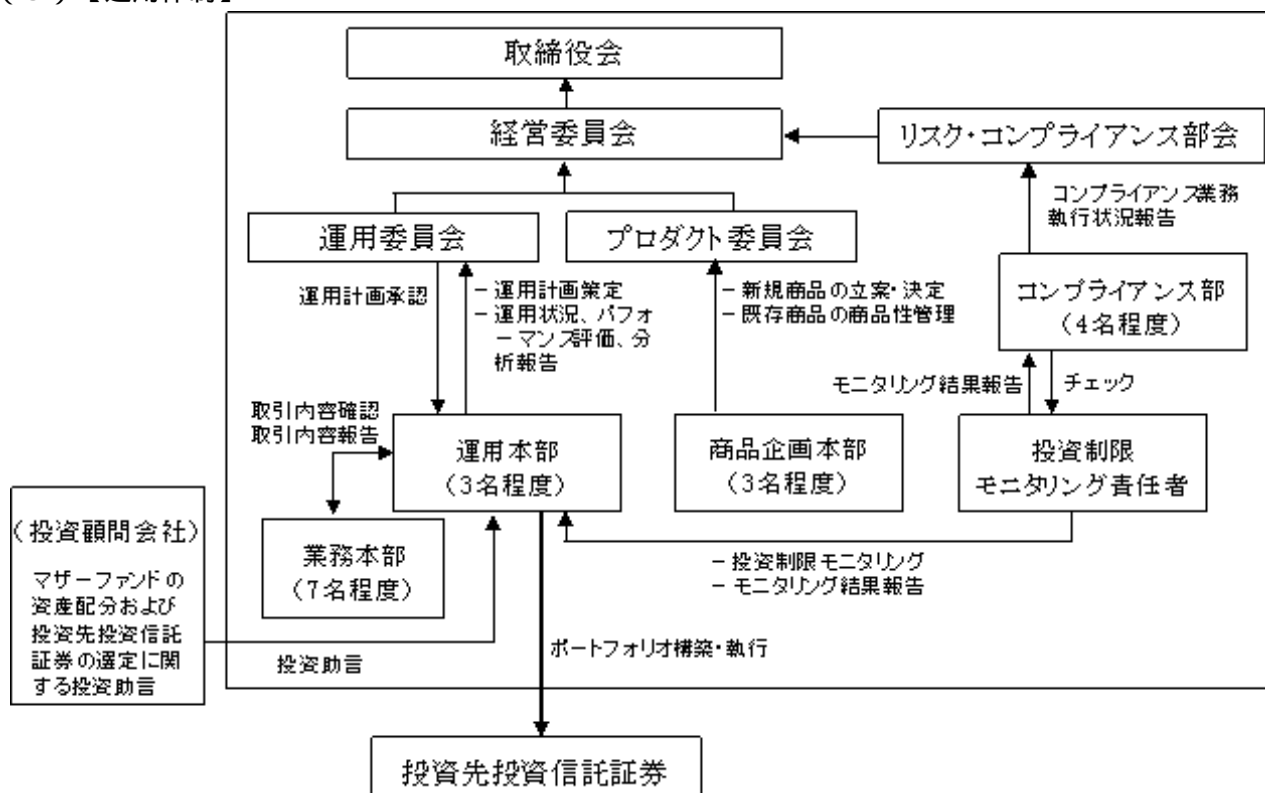 【運用体制】
取締役会
経営委員会
リスク・コンプライアンス部会
コンプライアンス業務
執行状況報告
運用委員会
プロダクト委員会
運用計画承認
－運用計画策定
－運用状況、パフォ
ーマンス評価、分
析報告
－新規商品の立案・決定
－既存商品の商品性管理
コンプライアンス部
（4名程度）
モニタリング結果報告
チェック
取引内容確認
取引内容報告
運用本部
（3名程度）
商品企画本部
（3名程度）
投資制限
モニタリング責任者
（投資顧問会社）
マザーファンドの
資産配分および
投資先投資信託
証券の選定に関
する投資助言
業務本部
（7名程度）
－投資制限モニタリング
－モニタリング結果報告
投資助言
ポートフォリオ構築・執行
投資先投資信託証券